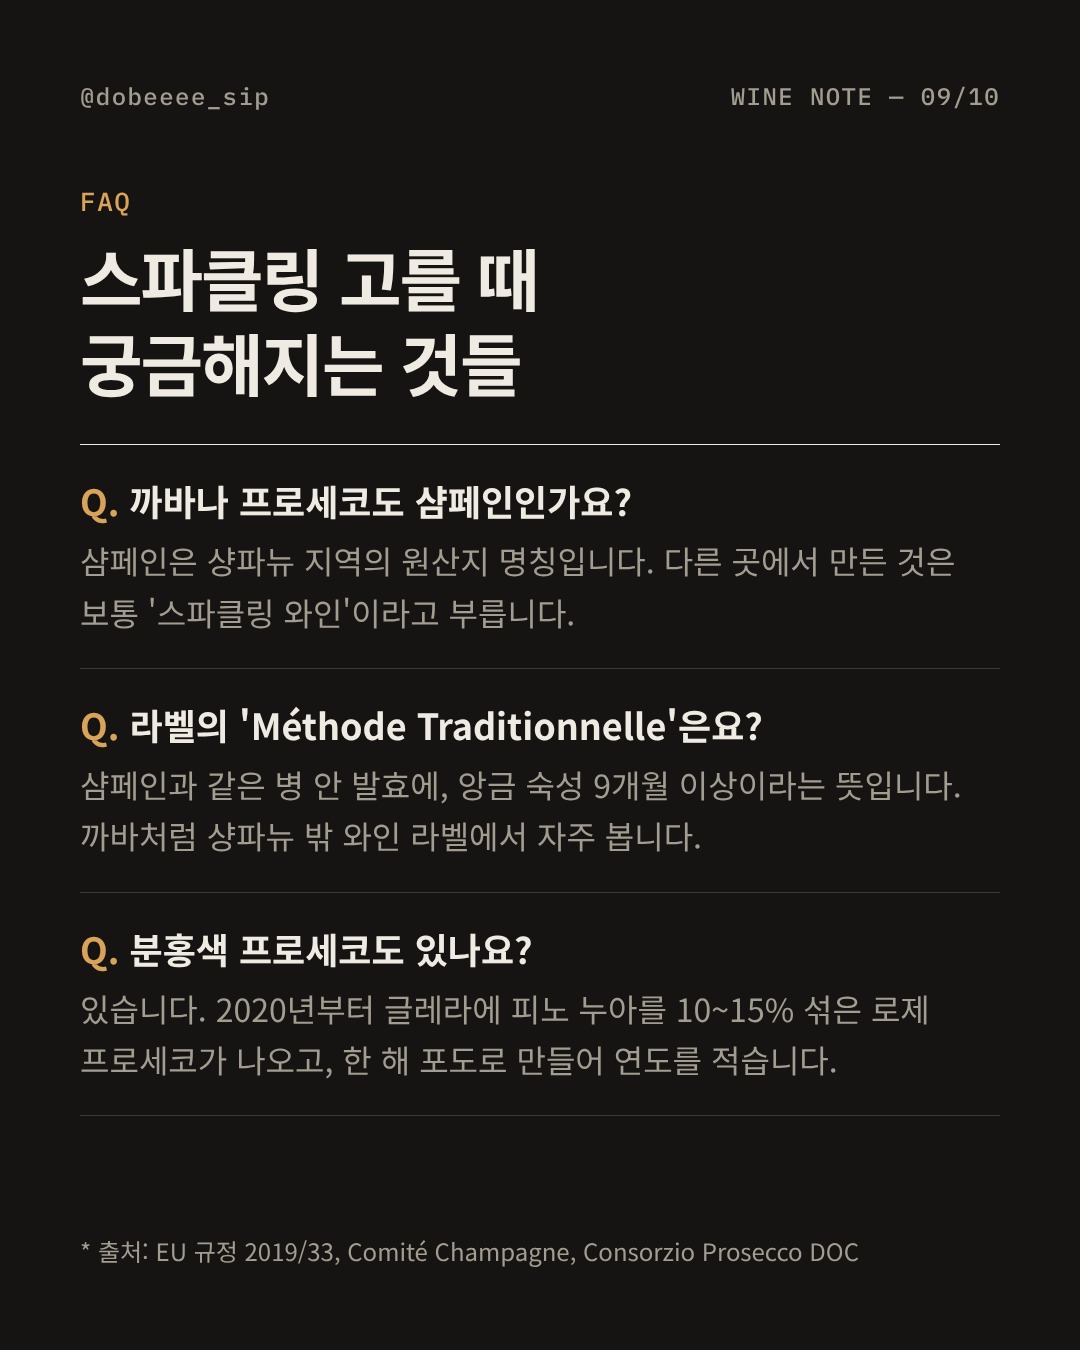 @dobeeee_sip
WINE NOTE — 09/10
FAQ
스파클링 고를 때
궁금해지는 것들
Q. 까바나 프로세코도 샴페인인가요?
샴페인은 샹파뉴 지역의 원산지 명칭입니다. 다른 곳에서 만든 것은
보통 '스파클링 와인'이라고 부릅니다.
Q. 라벨의 'Méthode Traditionnelle'은요?
샴페인과 같은 병 안 발효에, 앙금 숙성 9개월 이상이라는 뜻입니다.
까바처럼 샹파뉴 밖 와인 라벨에서 자주 봅니다.
Q. 분홍색 프로세코도 있나요?
있습니다. 2020년부터 글레라에 피노 누아를 10~15% 섞은 로제
프로세코가 나오고, 한 해 포도로 만들어 연도를 적습니다.
* 출처: EU 규정 2019/33, Comité Champagne, Consorzio Prosecco DOC